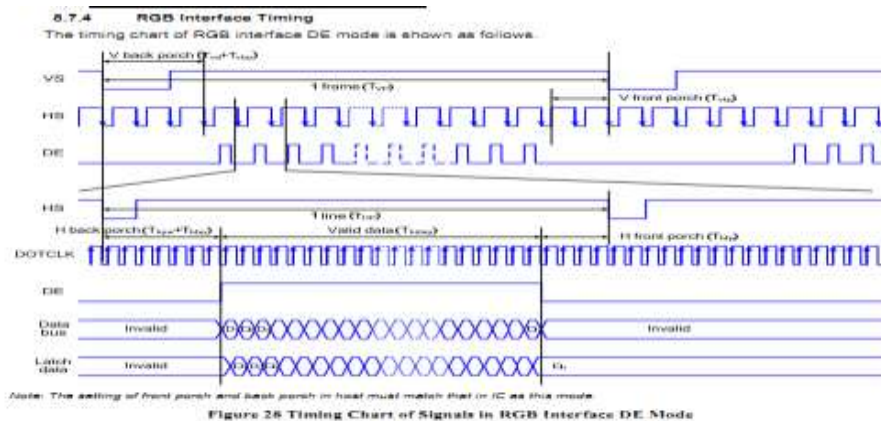 8.7.4 RGB Interface Timing
The timing chart of RGB interface DE mode is shown as follows.
V back porch
VS
1 frame
HS
V front porch
DE
HS
1 line
H back porch
Valid data
H front porch
DOTCLK
DE
Data bus
Invalid
Invalid
Latch data
Invalid
Note: The setting of front porch and back porch in host must match that in IC as this mode.
Figure 28 Timing Chart of Signals in RGB Interface DE Mode